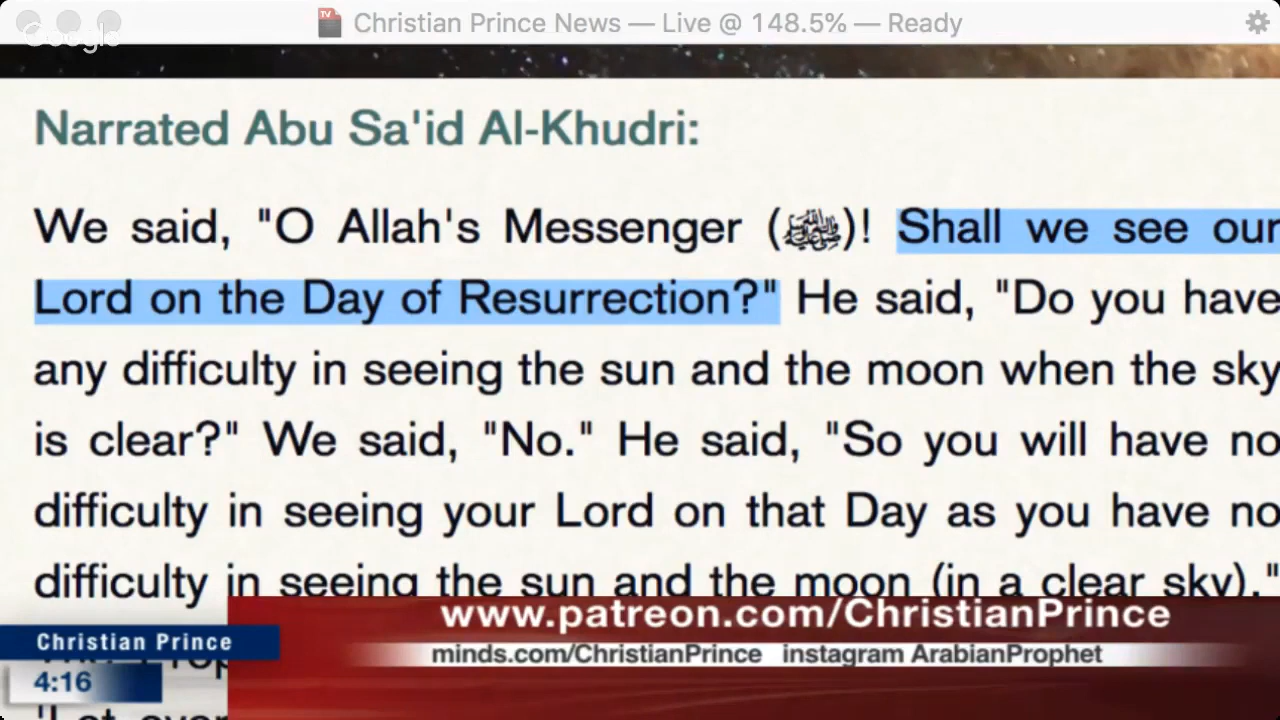 Google
Christian Prince News — Live @ 148.5% — Ready
TV
Narrated Abu Sa'id Al-Khudri:
We said, "O Allah's Messenger (ﷺ)! Shall we see our
Lord on the Day of Resurrection?" He said, "Do you have
any difficulty in seeing the sun and the moon when the sky
is clear?" We said, "No." He said, "So you will have no
difficulty in seeing your Lord on that Day as you have no
difficulty in seeing the sun and the moon (in a clear sky)."
www.patreon.com/ChristianPrince
Christian Prince
minds.com/ChristianPrince instagram ArabianProphet
4:16